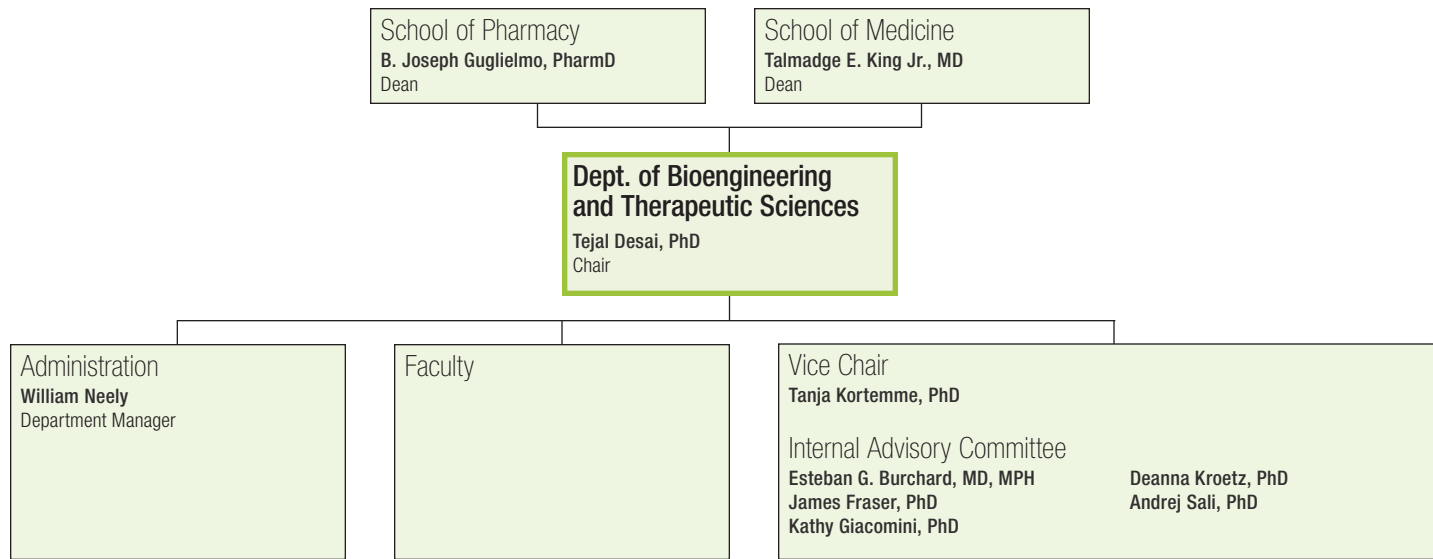 School of Pharmacy
B. Joseph Guglielmo, PharmD
Dean
School of Medicine
Talmadge E. King Jr., MD
Dean
Dept. of Bioengineering
and Therapeutic Sciences
Tejal Desai, PhD
Chair
Administration
William Neely
Department Manager
Faculty
Vice Chair
Tanja Kortemme, PhD
Internal Advisory Committee
Esteban G. Burchard, MD, MPH
James Fraser, PhD
Kathy Giacomini, PhD
Deanna Kroetz, PhD
Andrej Sali, PhD